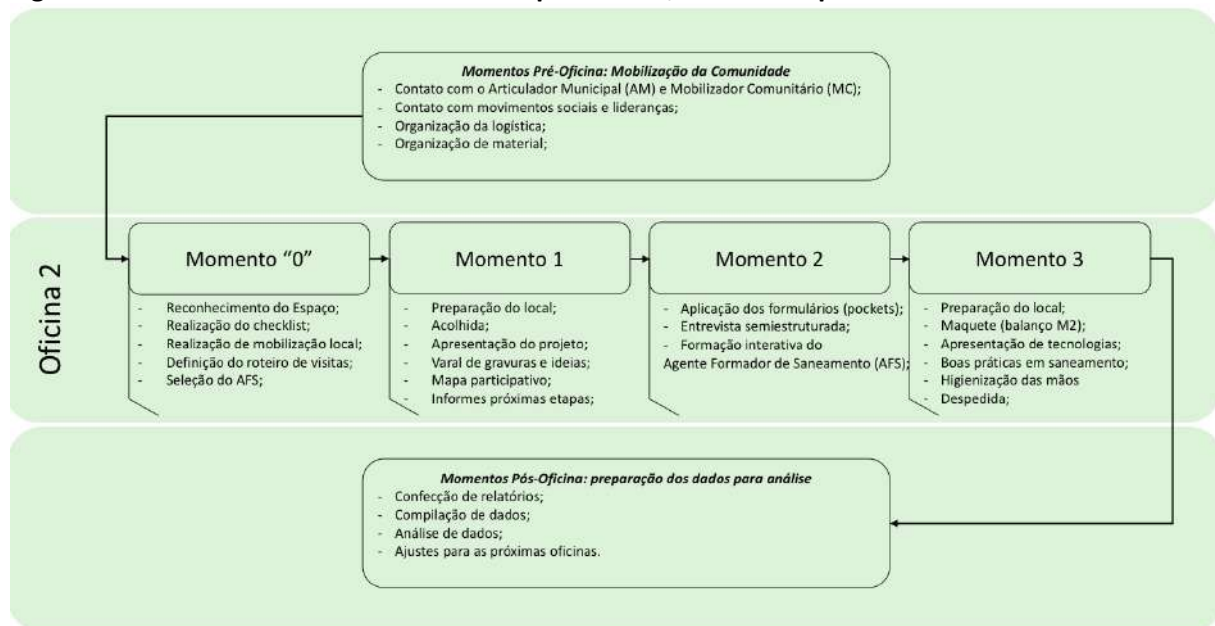 Momentos Pré-Oficina: Mobilização da Comunidade
- Contato com o Articulador Municipal (AM) e Mobilizador Comunitário (MC);
- Contato com movimentos sociais e lideranças;
- Organização da logística;
- Organização de material;
Oficina 2
Momento “0”
- Reconhecimento do Espaço;
- Realização do checklist;
- Realização de mobilização local;
- Definição do roteiro de visitas;
- Seleção do AFS;
Momento 1
- Preparação do local;
- Acolhida;
- Apresentação do projeto;
- Varal de gravuras e ideias;
- Mapa participativo;
- Informes próximas etapas;
Momento 2
- Aplicação dos formulários (pockets);
- Entrevista semiestruturada;
- Formação interativa do
Agente Formador de Saneamento (AFS);
Momento 3
- Preparação do local;
- Maquete (balanço M2);
- Apresentação de tecnologias;
- Boas práticas em saneamento;
- Higienização das mãos
- Despedida;
Momentos Pós-Oficina: preparação dos dados para análise
- Confecção de relatórios;
- Compilação de dados;
- Análise de dados;
- Ajustes para as próximas oficinas.